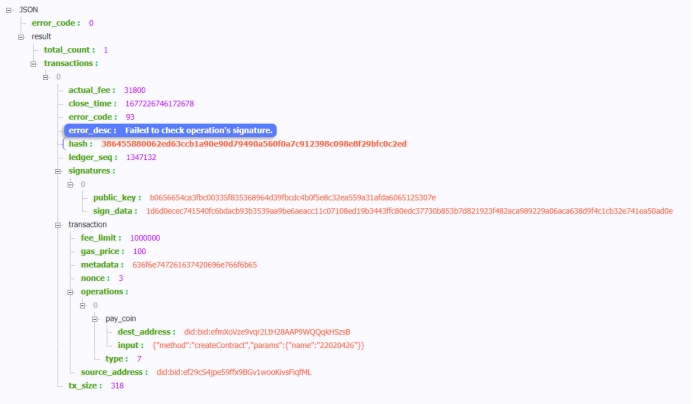 JSON
error_code : 0
result
total_count : 1
transactions :
0
actual_fee : 31800
close_time : 1677226746172678
error_code : 93
error_desc : Failed to check operation's signature.
hash : 386455880062ed63ccb1a90e90d79490a560f0a7c912398c098e8f29bfc0c2ed
ledger_seq : 1347132
signatures :
0
public_key : b0656654ca3fbc00335f835368964d39fbcdc4b0f5e8c32ea559a31afda6065125307e
sign_data : 1d6d0ecec741540fc6bdacb93b3539aa9be6aeacc11c07108ed19b3443ffc80edc37730b853b7d821923f482aca989229a06aca638d9f4c1cb32e741ea50ad0e
transaction
fee_limit : 1000000
gas_price : 100
metadata : 636f6e747261637420696e766f6b65
nonce : 3
operations :
0
pay_coin
dest_address : did:bid:efmXoVze9vqr2LtH28AAP9WQQqkHSzsB
input : {"method":"createContract","params":{"name":"22020426"}}
type : 7
source_address : did:bid:ef29cS4jpe59ffx9BGv1wooKivsFiqfML
tx_size : 318